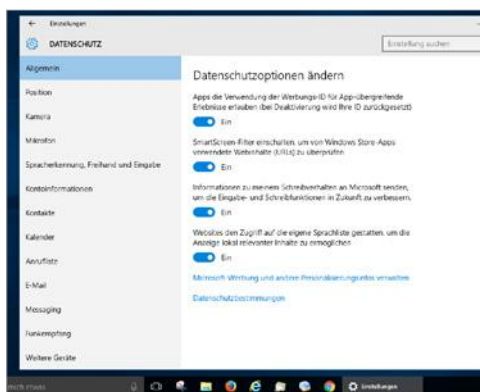 Einstellungen
DATENSCHUTZ
Einstellung suchen
Allgemein
Position
Kamera
Mikrofon
Spracherkennung, Freihand und Eingabe
Kontoinformationen
Kontakte
Kalender
Anrufliste
E-Mail
Messaging
Funkempfang
Weitere Geräte
Datenschutzoptionen ändern
Apps die Verwendung der Werbungs-ID für App-übergreifende
Erlebnisse erlauben (bei Deaktivierung wird Ihre ID zurückgesetzt)
Ein
SmartScreen-Filter einschalten, um von Windows Store-Apps
verwendete Webinhalte (URLs) zu überprüfen
Ein
Informationen zu meinem Schreibverhalten an Microsoft senden,
um die Eingabe- und Schreibfunktionen in Zukunft zu verbessern.
Ein
Websites den Zugriff auf die eigene Sprachliste gestatten, um die
Anzeige lokal relevanter Inhalte zu ermöglichen
Ein
Microsoft-Werbung und andere Personalisierungsinfos verwalten
Datenschutzbestimmungen
mich etwas
Einstellungen